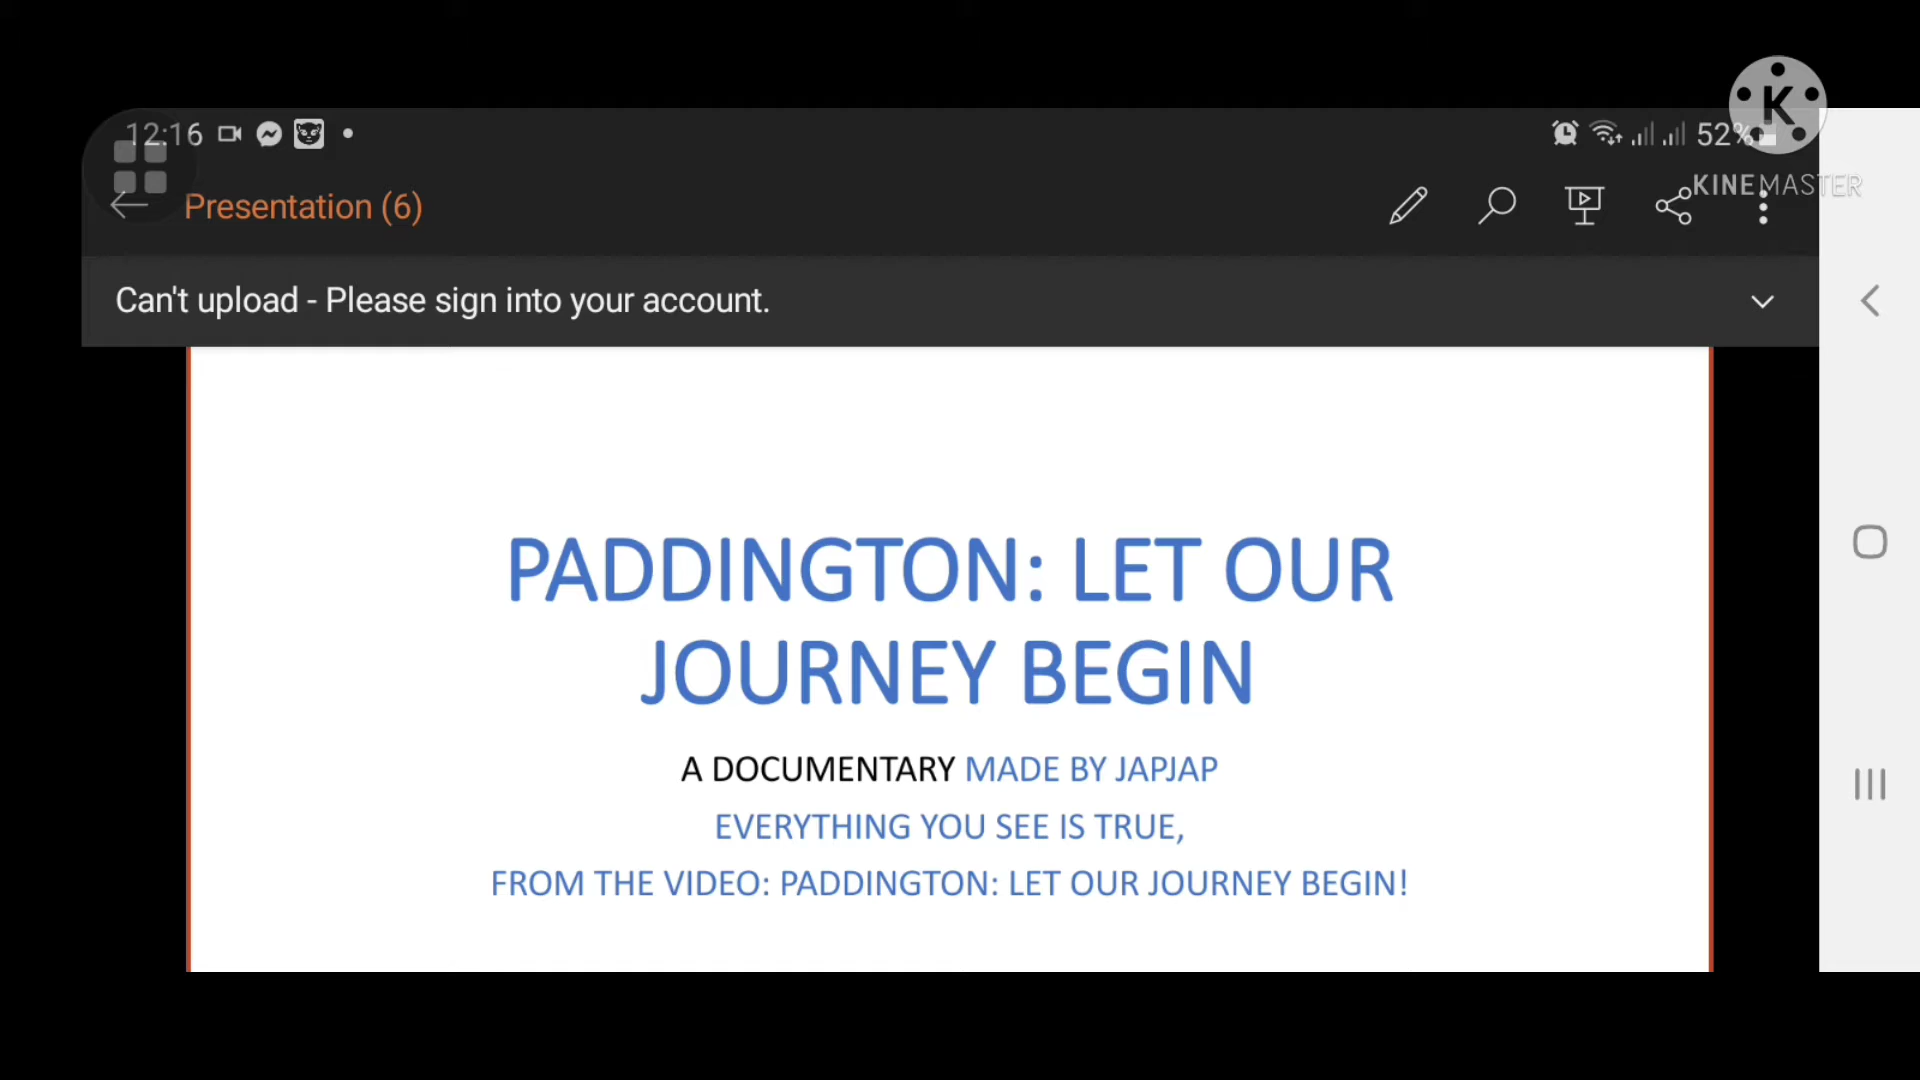 12:16
52%
K
KINEMASTER
Presentation (6)
Can't upload - Please sign into your account.
PADDINGTON: LET OUR
JOURNEY BEGIN
A DOCUMENTARY MADE BY JAPJAP
EVERYTHING YOU SEE IS TRUE,
FROM THE VIDEO: PADDINGTON: LET OUR JOURNEY BEGIN!